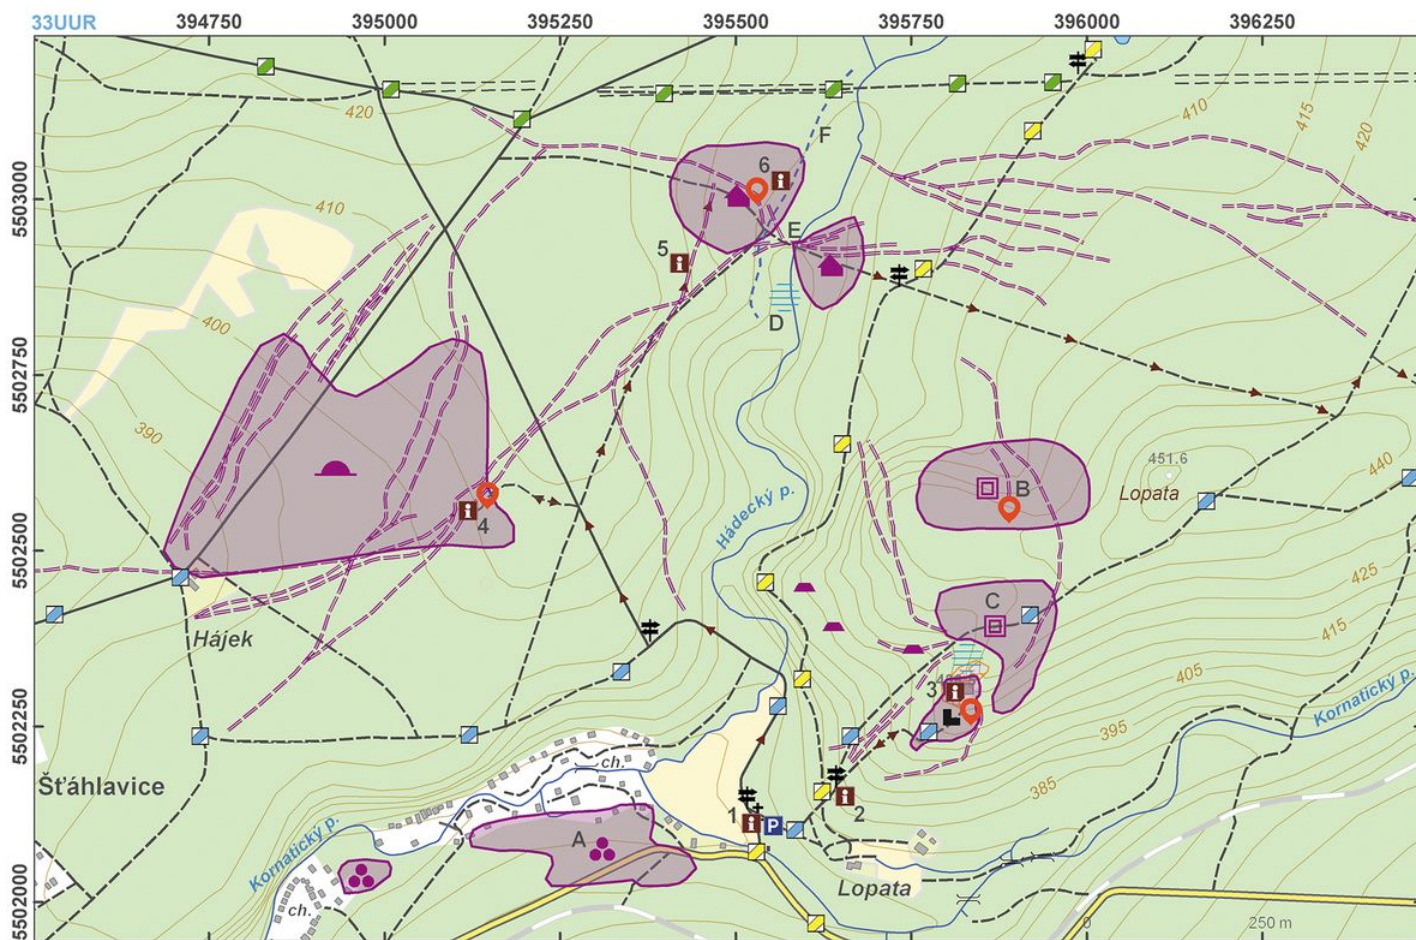 33UUR
394750
395000
395250
395500
395750
396000
396250
5503000
5502750
5502500
5502250
5502000
420
410
415
420
F
6
i
410
E
5
i
D
400
390
451.6
Lopata
440
B
i
4
Hádecký p.
425
C
415
Hájek
405
3
i
Kornatický p.
395
Šťáhlavice
ch.
385
i
2
1
i
P
A
Kornatický p.
Lopata
ch.
0
250 m